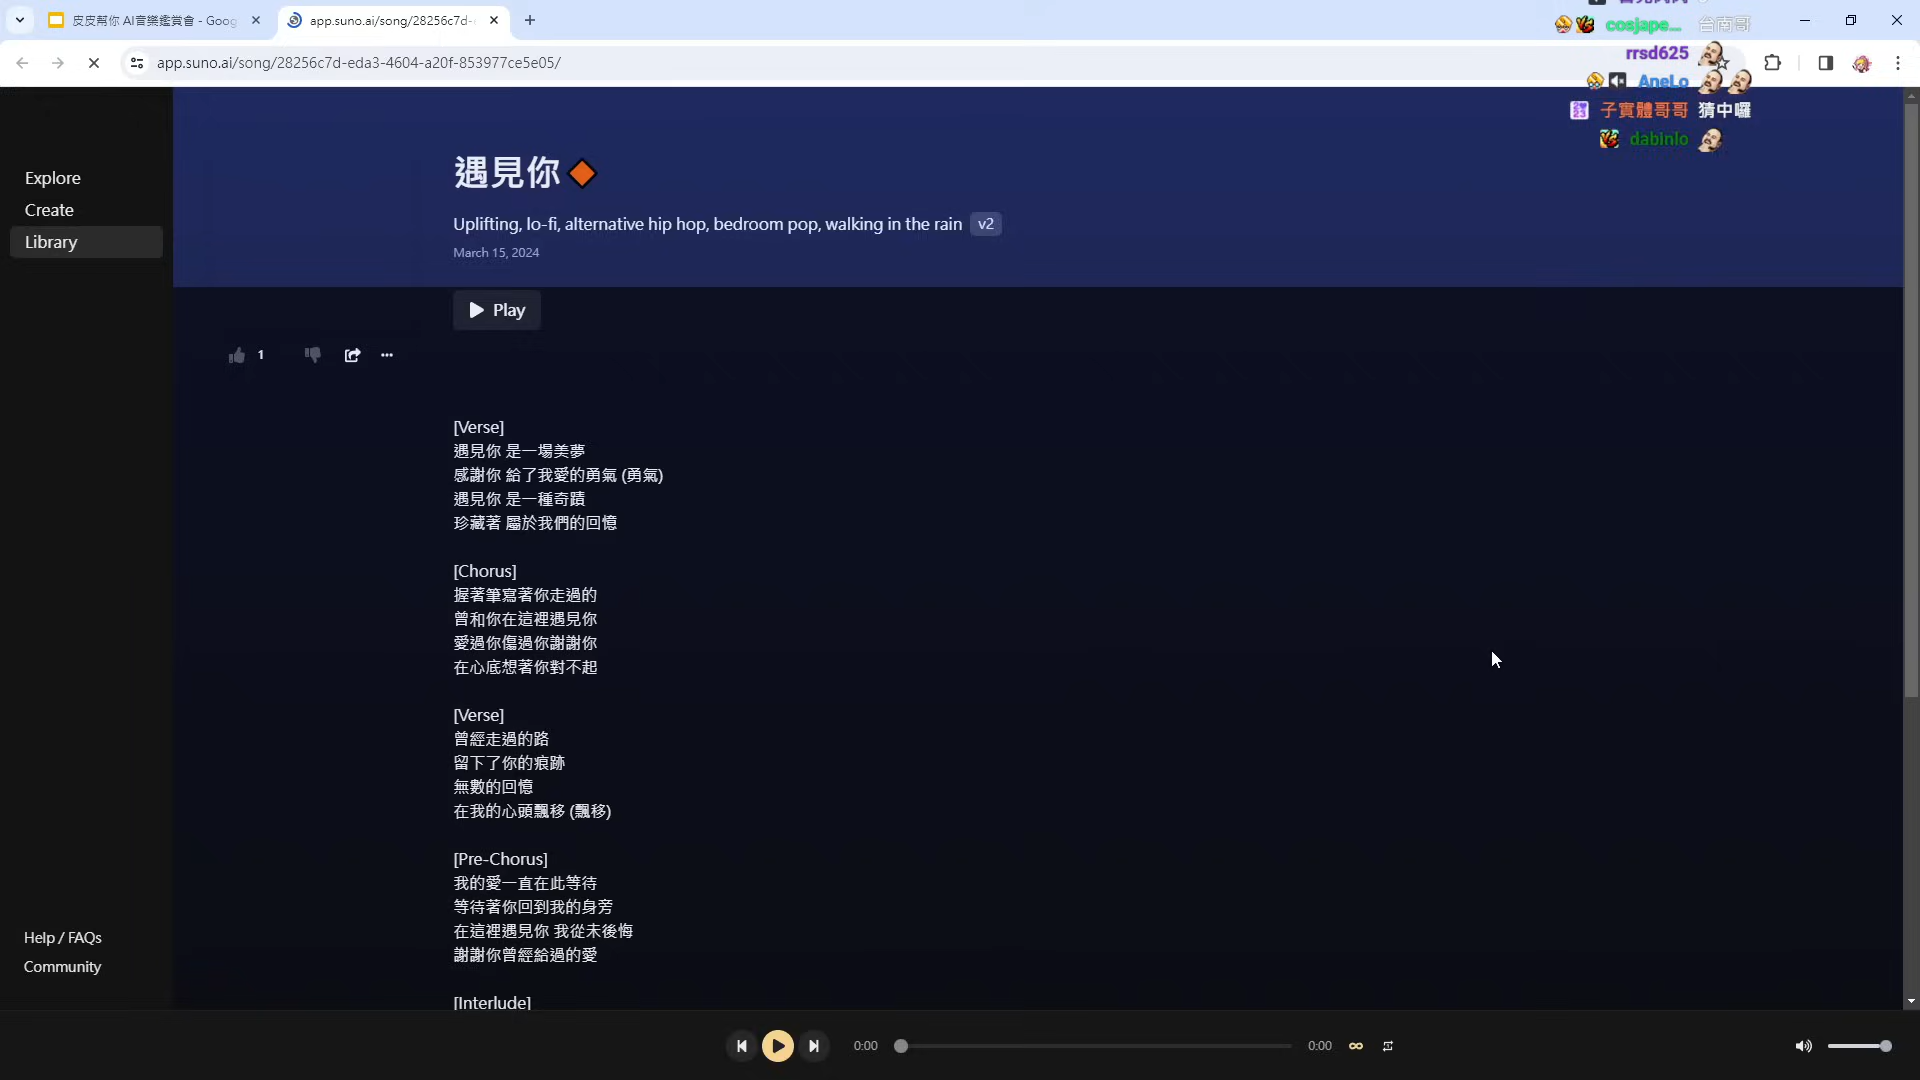 皮皮幫你 AI音樂鑑賞會 - Goog
app.suno.ai/song/28256c7d-
cosjape... 台南哥
app.suno.ai/song/28256c7d-eda3-4604-a20f-853977ce5e05/
rrsd625
AneLo
子實體哥哥 猜中囉
dabinlo
Explore
Create
Library
遇見你
Uplifting, lo-fi, alternative hip hop, bedroom pop, walking in the rain v2
March 15, 2024
Play
1
[Verse]
遇見你 是一場美夢
感謝你 給了我愛的勇氣 (勇氣)
遇見你 是一種奇蹟
珍藏著 屬於我們的回憶
[Chorus]
握著筆寫著你走過的
曾和你在這裡遇見你
愛過你傷過你謝謝你
在心底想著你對不起
[Verse]
曾經走過的路
留下了你的痕跡
無數的回憶
在我的心頭飄移 (飄移)
[Pre-Chorus]
我的愛一直在此等待
等待著你回到我的身旁
在這裡遇見你 我從未後悔
謝謝你曾經給過的愛
[Interlude]
Help / FAQs
Community
0:00
0:00